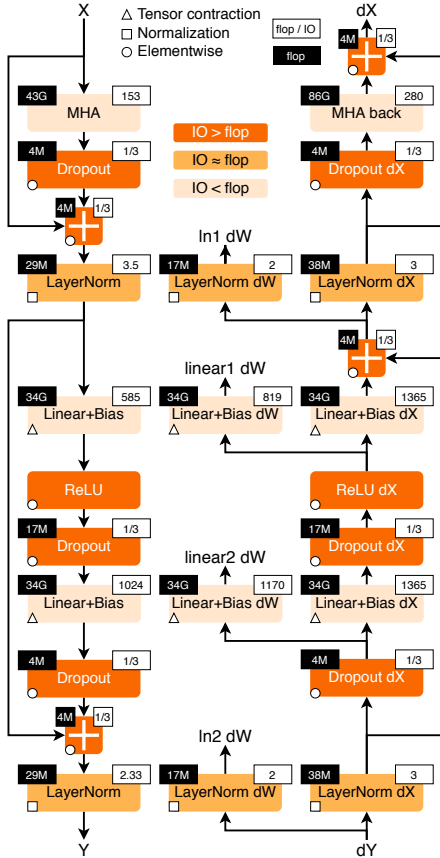 X
Tensor contraction
Normalization
Elementwise
flop / IO
flop
dX
4M
1/3
43G
153
MHA
86G
280
MHA back
IO > flop
IO ≈ flop
IO < flop
4M
1/3
Dropout
4M
1/3
Dropout dX
4M
1/3
ln1 dW
29M
3.5
LayerNorm
17M
2
LayerNorm dW
38M
3
LayerNorm dX
4M
1/3
linear1 dW
34G
585
Linear+Bias
34G
819
Linear+Bias dW
34G
1365
Linear+Bias dX
ReLU
ReLU dX
17M
1/3
Dropout
17M
1/3
Dropout dX
linear2 dW
34G
1024
Linear+Bias
34G
1170
Linear+Bias dW
34G
1365
Linear+Bias dX
4M
1/3
Dropout
4M
1/3
Dropout dX
4M
1/3
ln2 dW
29M
2.33
LayerNorm
17M
2
LayerNorm dW
38M
3
LayerNorm dX
Y
dY